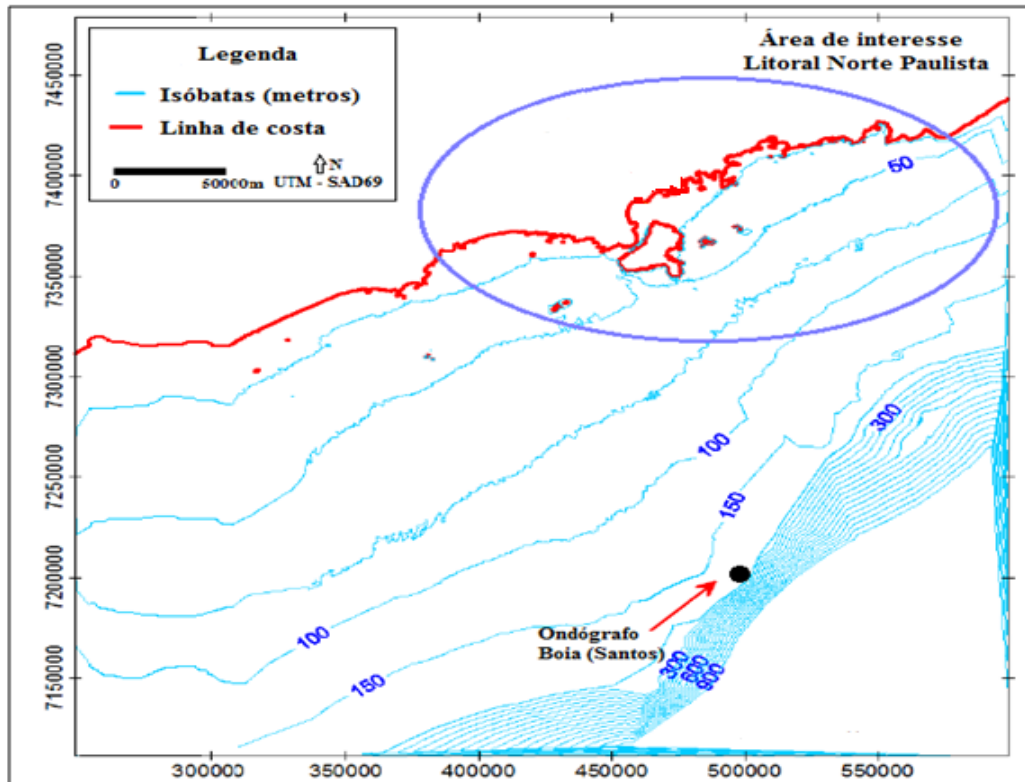 Legenda
Isóbatas (metros)
Linha de costa
N
0 50000m UTM - SAD69
Área de interesse
Litoral Norte Paulista
50
100
150
300
Ondógrafo
Boia (Santos)
300
600
900
100
150
7450000
7400000
7350000
7300000
7250000
7200000
7150000
300000 350000 400000 450000 500000 550000